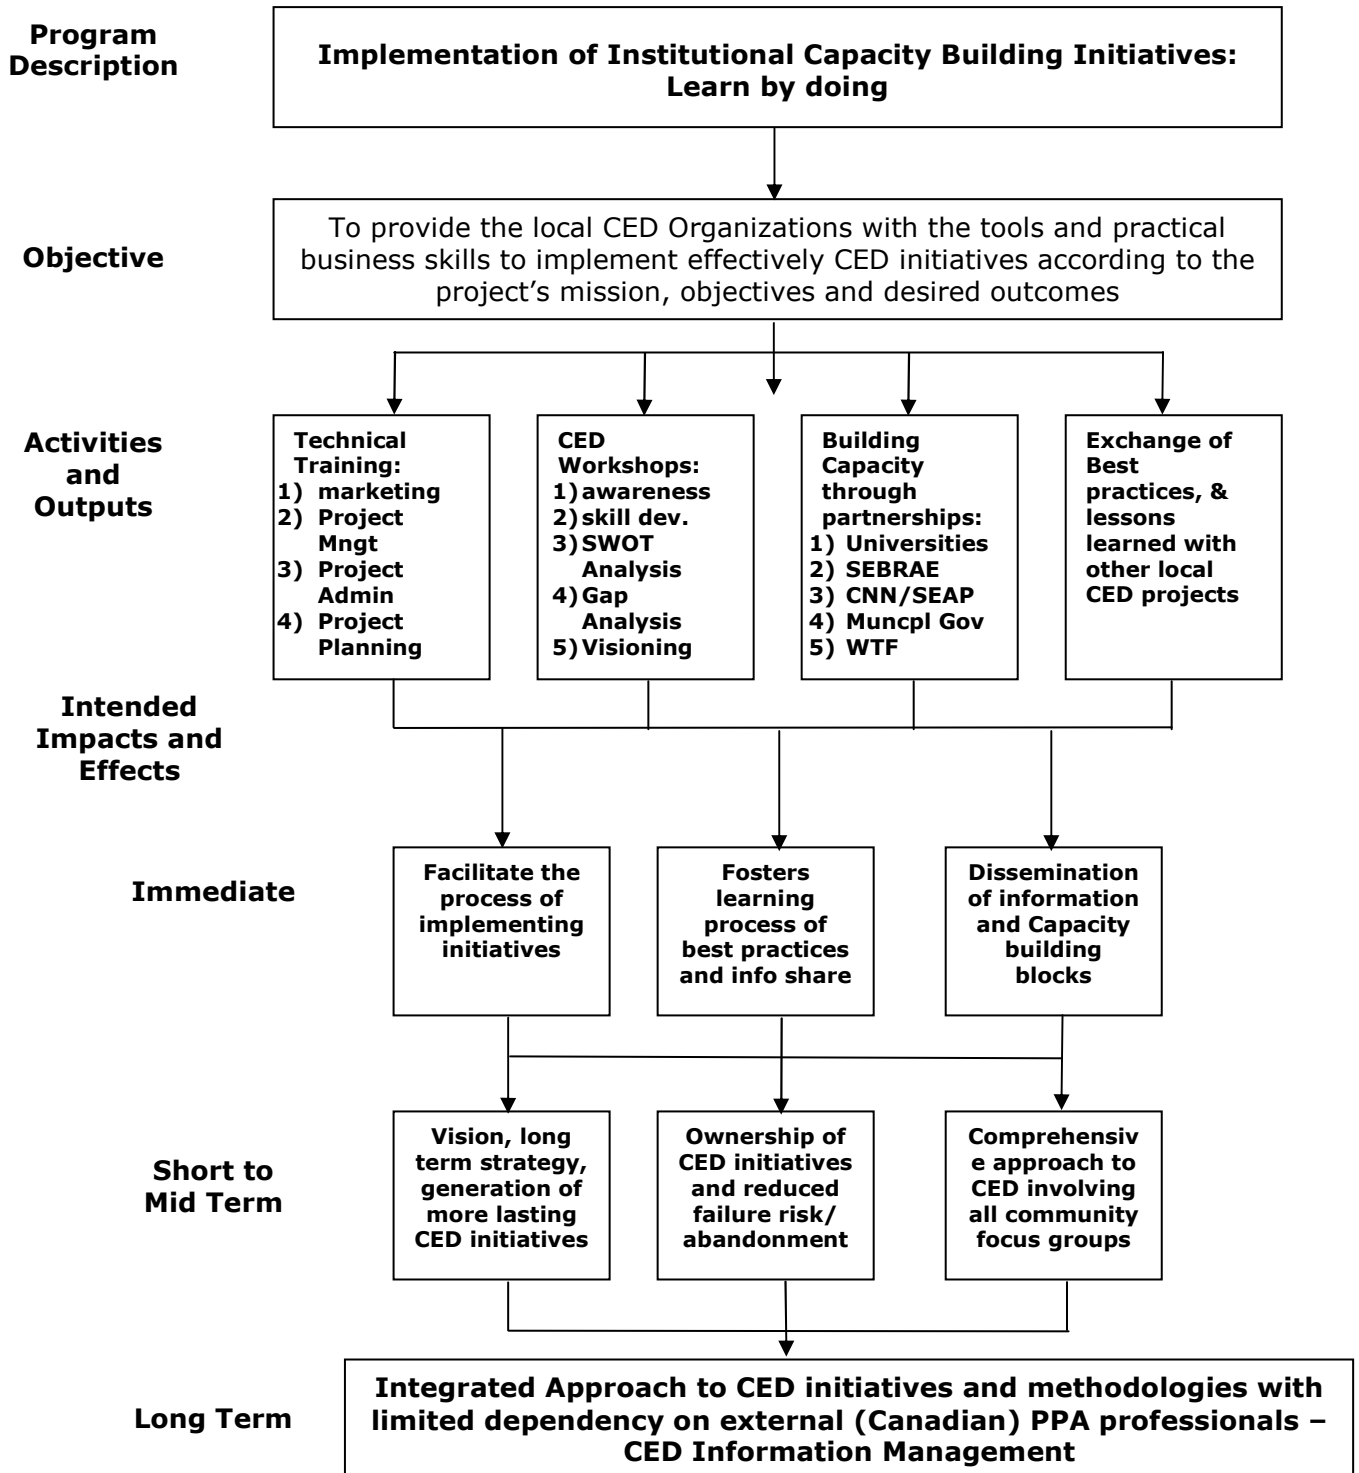 Program
Description
Implementation of Institutional Capacity Building Initiatives:
Learn by doing
Objective
To provide the local CED Organizations with the tools and practical
business skills to implement effectively CED initiatives according to the
project’s mission, objectives and desired outcomes
Activities
and
Outputs
Technical
Training:
1) marketing
2) Project
Mngt
3) Project
Admin
4) Project
Planning
CED
Workshops:
1) awareness
2) skill dev.
3) SWOT
Analysis
4) Gap
Analysis
5) Visioning
Building
Capacity
through
partnerships:
1) Universities
2) SEBRAE
3) CNN/SEAP
4) Muncpl Gov
5) WTF
Exchange of
Best
practices, &
lessons
learned with
other local
CED projects
Intended
Impacts and
Effects
Immediate
Facilitate the
process of
implementing
initiatives
Fosters
learning
process of
best practices
and info share
Dissemination
of information
and Capacity
building
blocks
Short to
Mid Term
Vision, long
term strategy,
generation of
more lasting
CED initiatives
Ownership of
CED initiatives
and reduced
failure risk/
abandonment
Comprehensiv
e approach to
CED involving
all community
focus groups
Long Term
Integrated Approach to CED initiatives and methodologies with
limited dependency on external (Canadian) PPA professionals –
CED Information Management